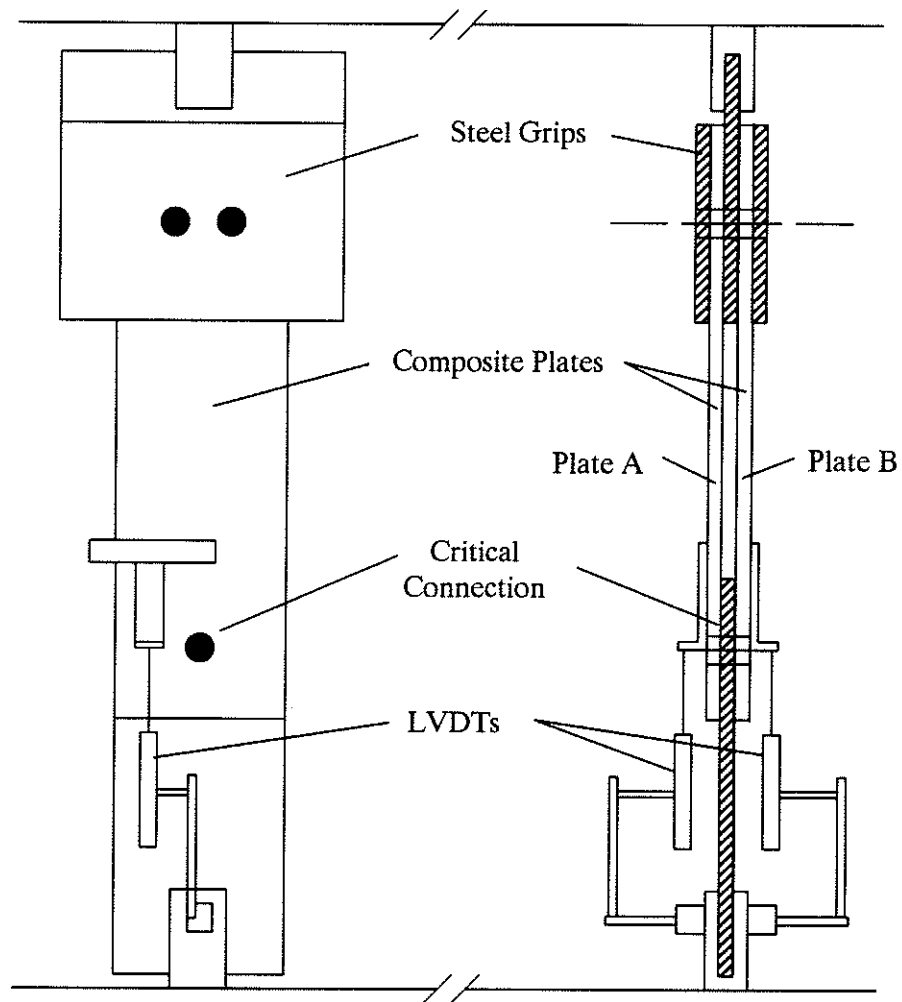 Steel Grips
Composite Plates
Plate A
Plate B
Critical
Connection
LVDTs